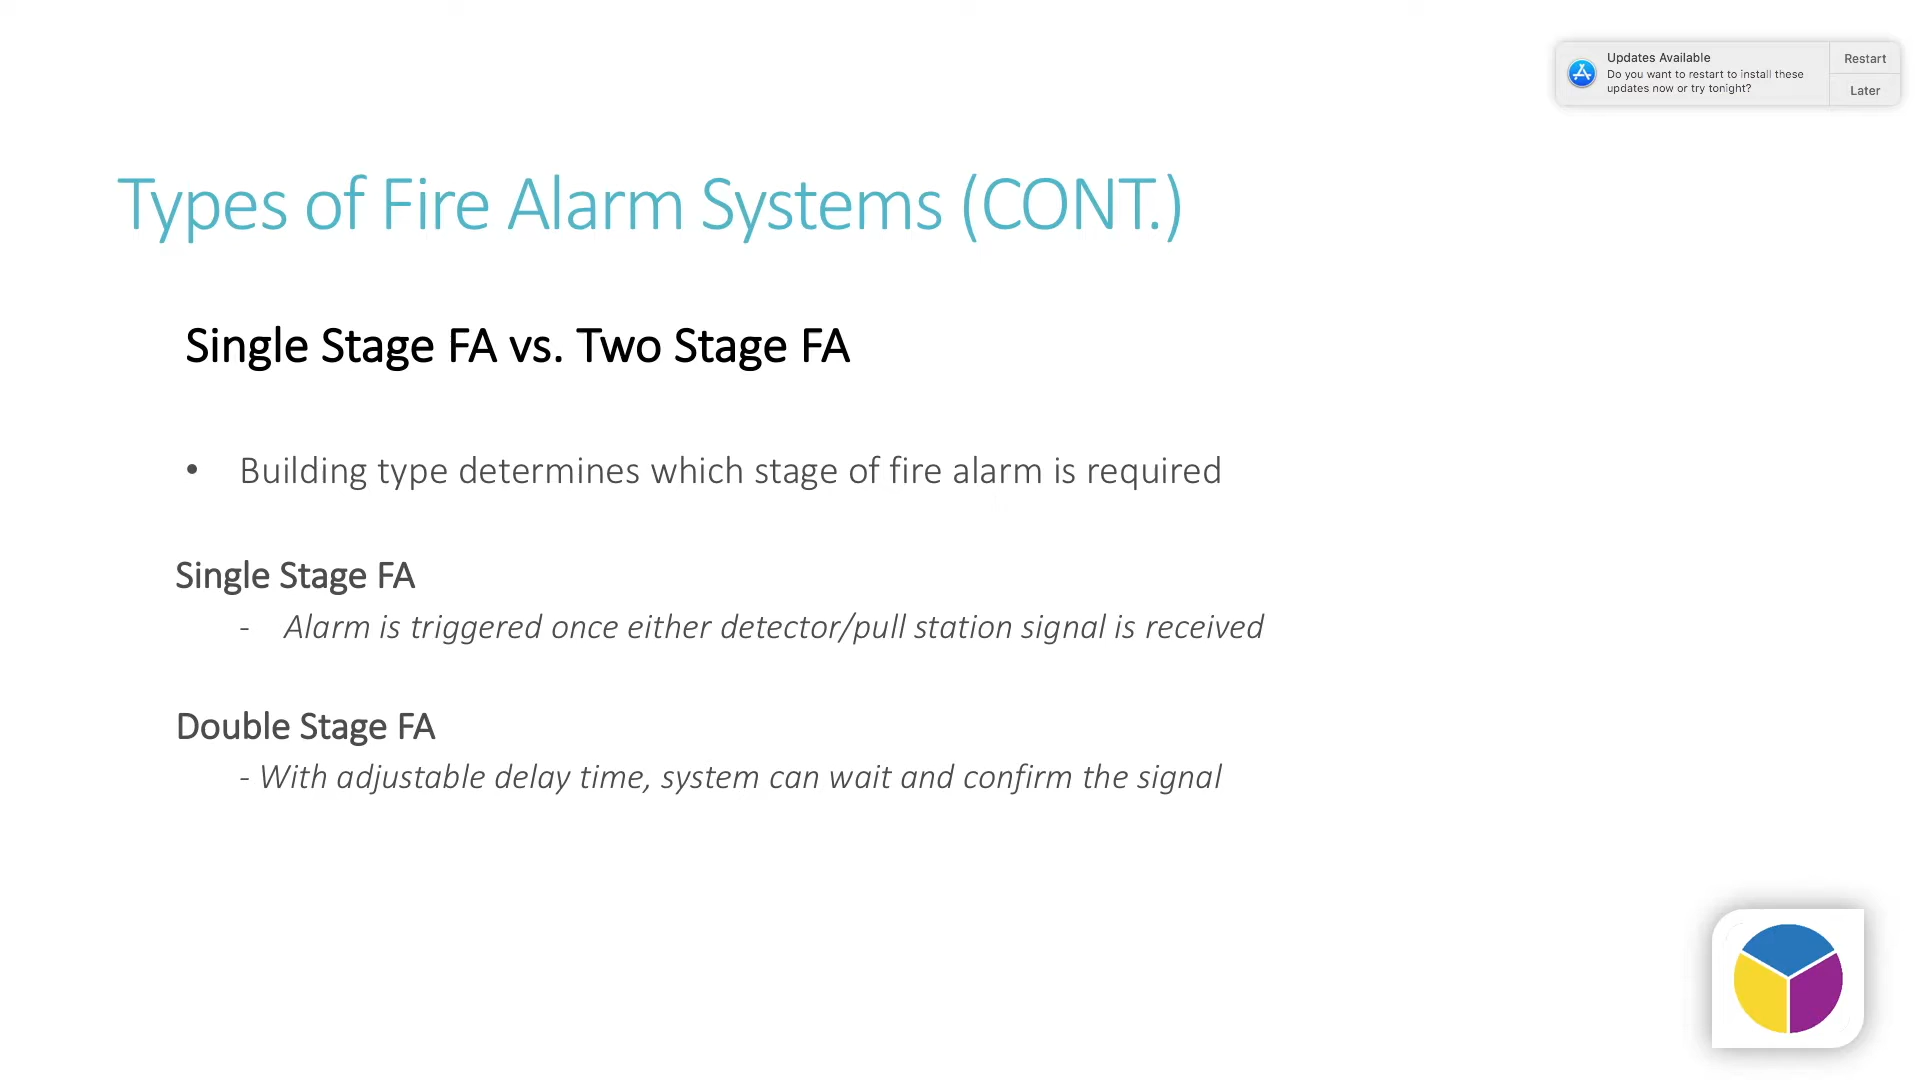 Updates Available
Do you want to restart to install these
updates now or try tonight?
Restart
Later
Types of Fire Alarm Systems (CONT.)
Single Stage FA vs. Two Stage FA
• Building type determines which stage of fire alarm is required
Single Stage FA
- Alarm is triggered once either detector/pull station signal is received
Double Stage FA
- With adjustable delay time, system can wait and confirm the signal